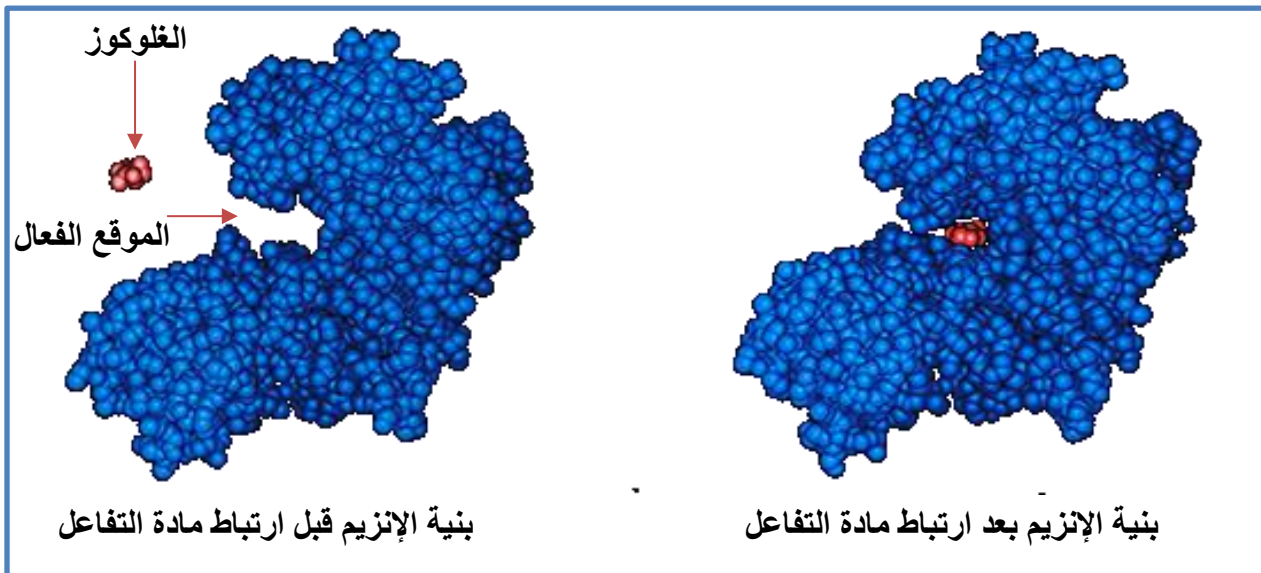 الغلوكوز
الموقع الفعال
بنية الإنزيم قبل ارتباط مادة التفاعل
بنية الإنزيم بعد ارتباط مادة التفاعل